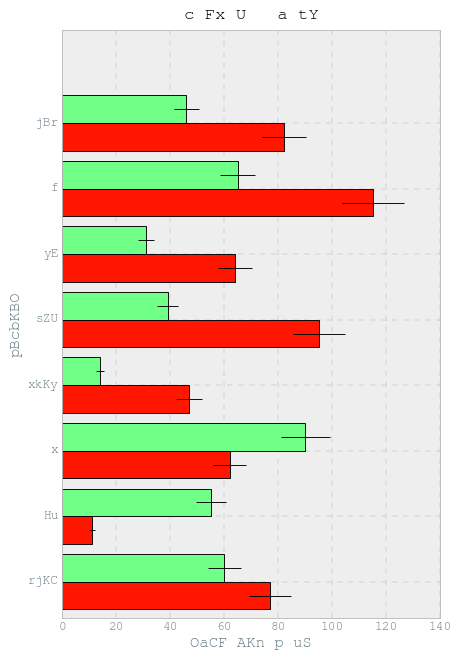 c Fx U a tY
jBr
f
yE
sZU
xkKy
x
Hu
rjKC
pBcbKBO
0 20 40 60 80 100 120 140
OaCF AKn p uS